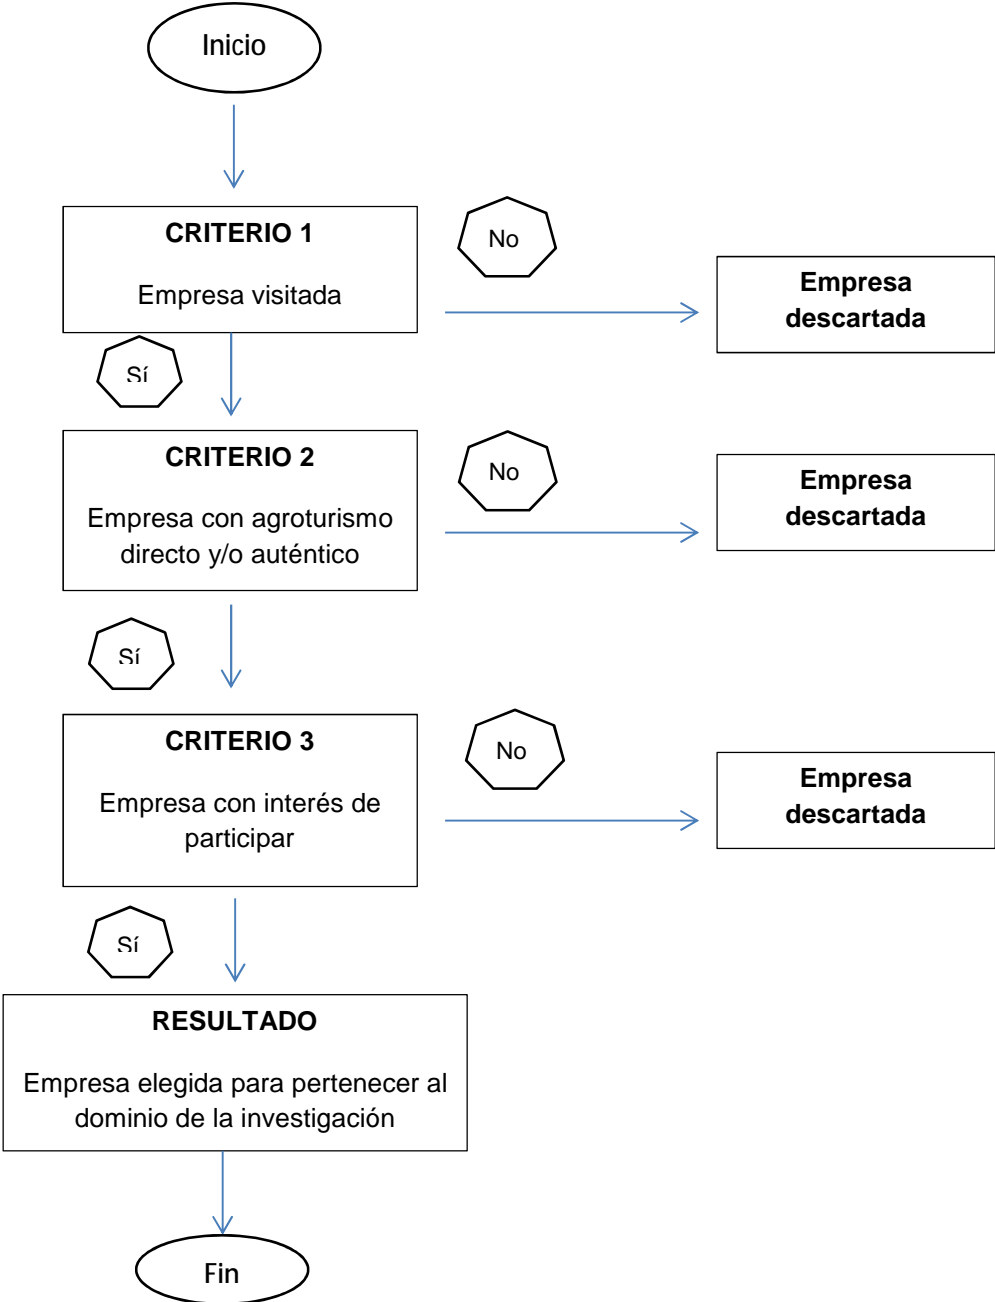 Inicio
CRITERIO 1
Empresa visitada
No
Empresa
descartada
Sí
CRITERIO 2
Empresa con agroturismo
directo y/o auténtico
No
Empresa
descartada
Sí
CRITERIO 3
Empresa con interés de
participar
No
Empresa
descartada
Sí
RESULTADO
Empresa elegida para pertenecer al
dominio de la investigación
Fin